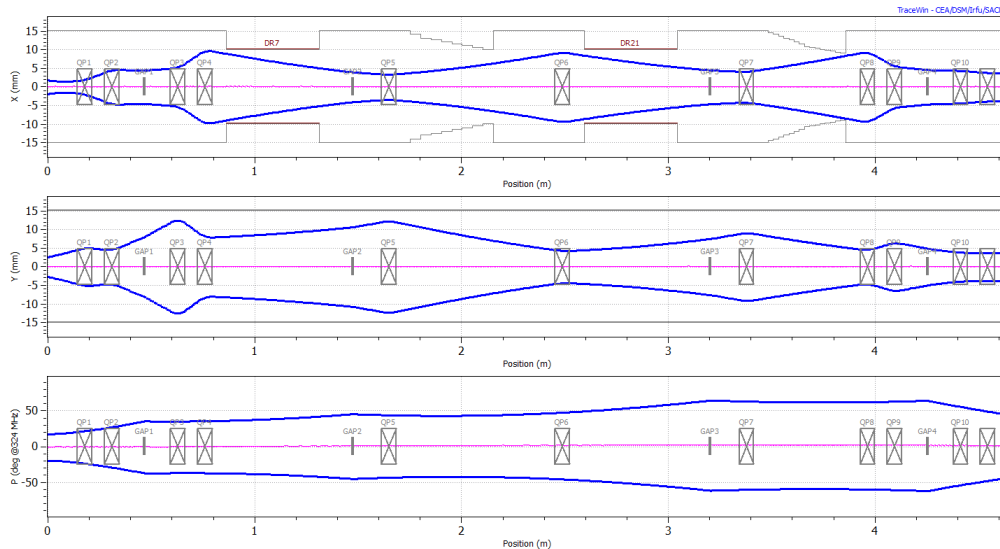 TraceWin - CEA/DSM/Irfu/SACM
X (mm)
15
10
5
0
-5
-10
-15
QP1 QP2 GAP1 QP3 QP4 DR7 GAP2 QP5 QP6 DR21 GAP3 QP7 QP8 QP9 GAP4 QP10
0 1 2 3 4
Position (m)
Y (mm)
15
10
5
0
-5
-10
-15
QP1 QP2 GAP1 QP3 QP4 GAP2 QP5 QP6 GAP3 QP7 QP8 QP9 GAP4 QP10
0 1 2 3 4
Position (m)
P (deg @324 MHz)
50
0
-50
QP1 QP2 GAP1 QP3 QP4 GAP2 QP5 QP6 GAP3 QP7 QP8 QP9 GAP4 QP10
0 1 2 3 4
Position (m)